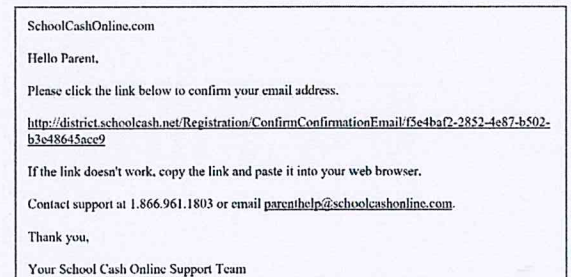 SchoolCashOnline.com
Hello Parent,
Please click the link below to confirm your email address.
http://district.schoolcash.net/Registration/ConfirmConfirmationEmail/f5e4baf2-2852-4e87-b502-
b3e48645ace9
If the link doesn't work, copy the link and paste it into your web browser.
Contact support at 1.866.961.1803 or email parenthelp@schoolcashonline.com.
Thank you,
Your School Cash Online Support Team